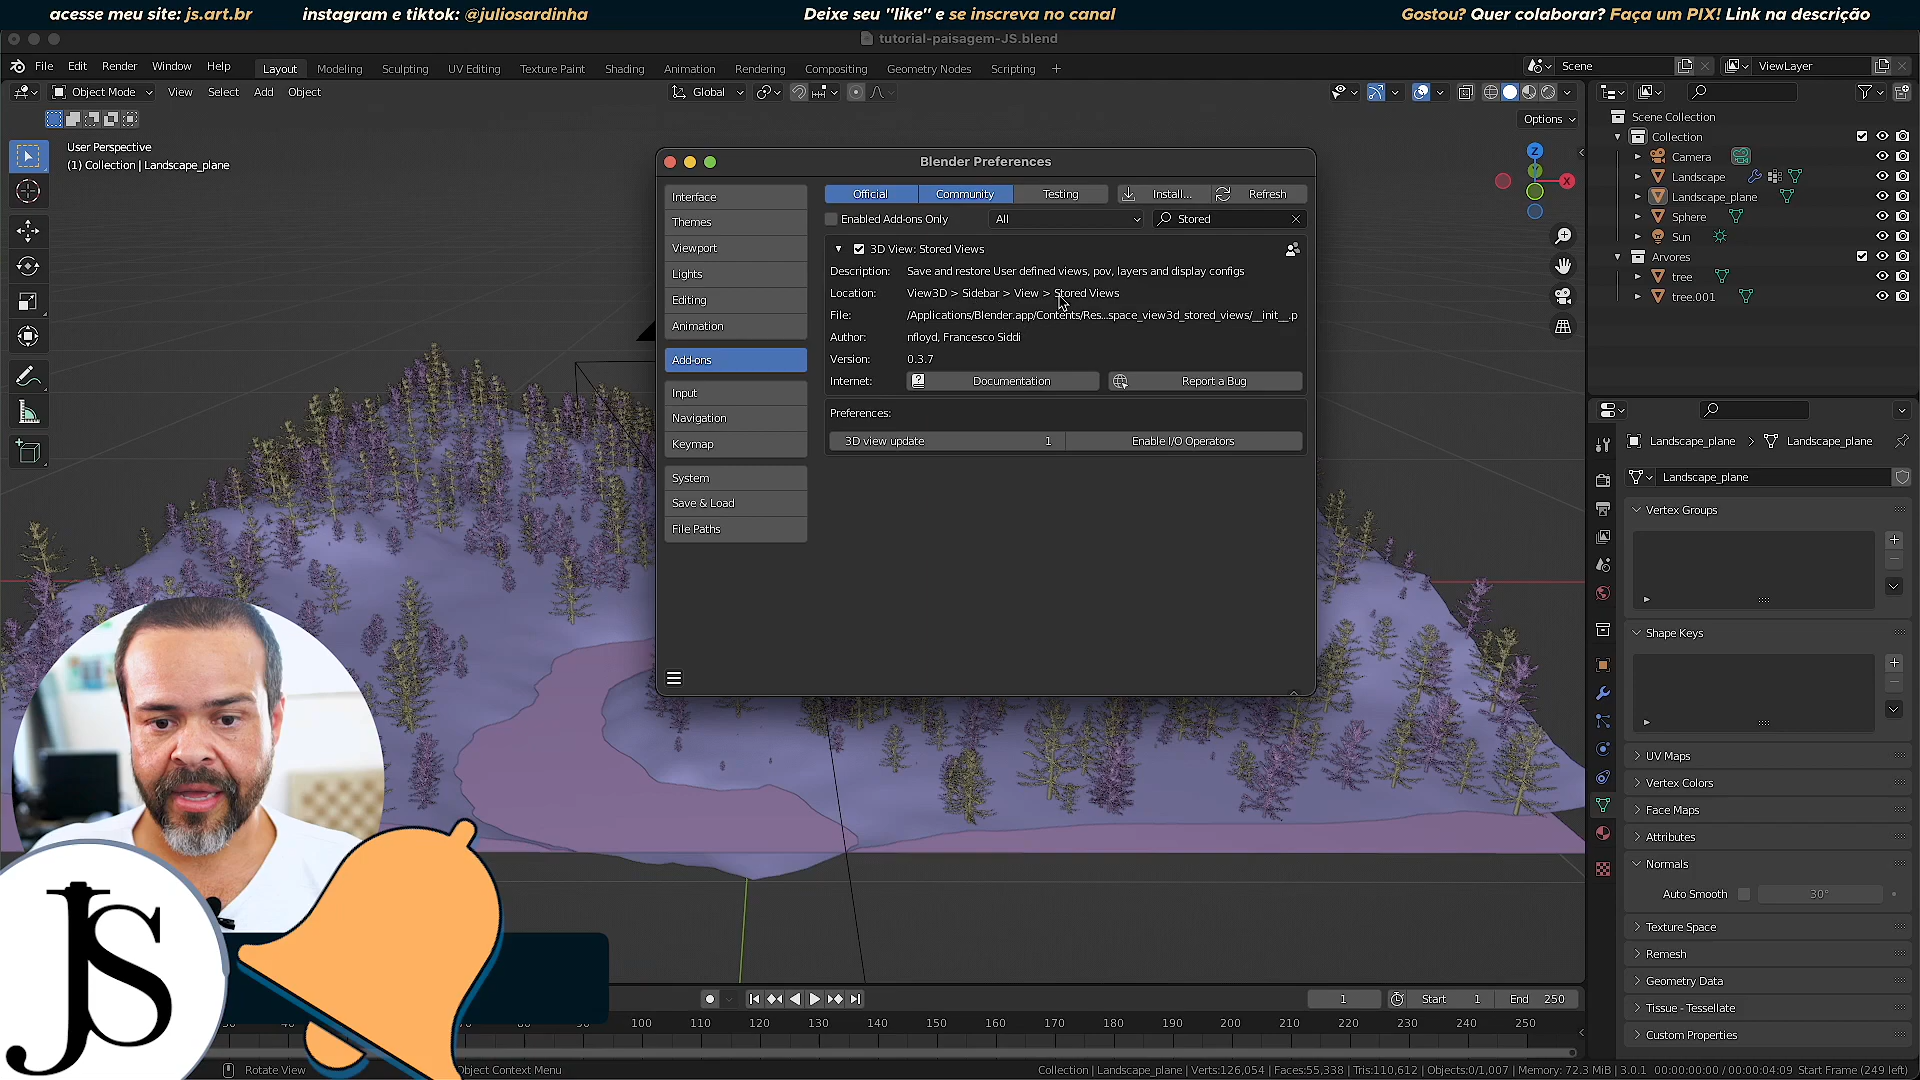 acesse meu site: js.art.br
instagram e tiktok: @juliosardinha
Deixe seu "like" e se inscreva no canal
Gostou? Quer colaborar? Faça um PIX! Link na descrição
tutorial-paisagem-JS.blend
File Edit Render Window Help
Layout Modeling Sculpting UV Editing Texture Paint Shading Animation Rendering Compositing Geometry Nodes Scripting +
Scene
ViewLayer
Object Mode View Select Add Object
Global
Options
User Perspective
(1) Collection | Landscape_plane
Z
Y
X
Scene Collection
Collection
Camera
Landscape
Landscape_plane
Sphere
Sun
Arvores
tree
tree.001
Blender Preferences
Interface
Themes
Viewport
Lights
Editing
Animation
Add-ons
Input
Navigation
Keymap
System
Save & Load
File Paths
Official Community Testing Install... Refresh
Enabled Add-ons Only All Stored
3D View: Stored Views
Description: Save and restore User defined views, pov, layers and display configs
Location: View3D > Sidebar > View > Stored Views
File: /Applications/Blender.app/Contents/Res...space_view3d_stored_views/__init__.p
Author: nfloyd, Francesco Siddi
Version: 0.3.7
Internet: Documentation Report a Bug
Preferences:
3D view update 1 Enable I/O Operators
Landscape_plane > Landscape_plane
Landscape_plane
Vertex Groups
Shape Keys
UV Maps
Vertex Colors
Face Maps
Attributes
Normals
Auto Smooth 30°
Texture Space
Remesh
Geometry Data
Tissue - Tessellate
Custom Properties
JS
1 Start 1 End 250
100 110 120 130 140 150 160 170 180 190 200 210 220 230 240 250
Rotate View
Object Context Menu
Collection | Landscape_plane | Verts:126,054 | Faces:55,338 | Tris:110,612 | Objects:0/1,007 | Memory: 72.3 MiB | 3.0.1 00:00:00:00 / 00:00:04:09 Start Frame (249 left)